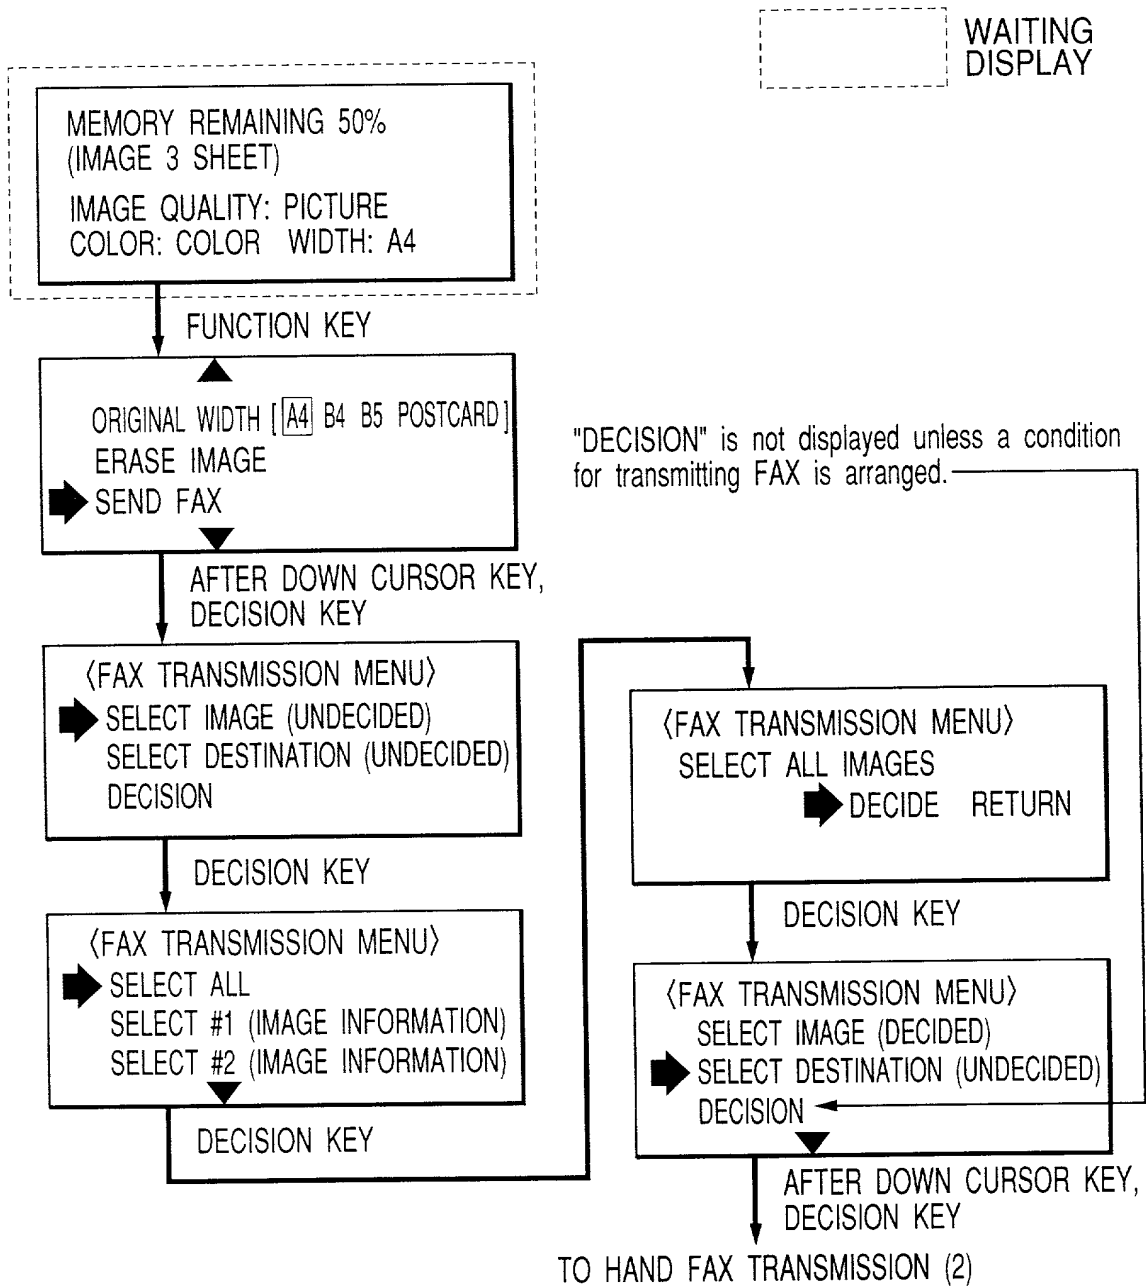 WAITING
DISPLAY
MEMORY REMAINING 50%
(IMAGE 3 SHEET)
IMAGE QUALITY: PICTURE
COLOR: COLOR WIDTH: A4
FUNCTION KEY
ORIGINAL WIDTH [A4 B4 B5 POSTCARD]
ERASE IMAGE
SEND FAX
AFTER DOWN CURSOR KEY,
DECISION KEY
〈FAX TRANSMISSION MENU〉
SELECT IMAGE (UNDECIDED)
SELECT DESTINATION (UNDECIDED)
DECISION
DECISION KEY
〈FAX TRANSMISSION MENU〉
SELECT ALL
SELECT #1 (IMAGE INFORMATION)
SELECT #2 (IMAGE INFORMATION)
DECISION KEY
"DECISION" is not displayed unless a condition
for transmitting FAX is arranged.
〈FAX TRANSMISSION MENU〉
SELECT ALL IMAGES
DECIDE RETURN
DECISION KEY
〈FAX TRANSMISSION MENU〉
SELECT IMAGE (DECIDED)
SELECT DESTINATION (UNDECIDED)
DECISION
AFTER DOWN CURSOR KEY,
DECISION KEY
TO HAND FAX TRANSMISSION (2)